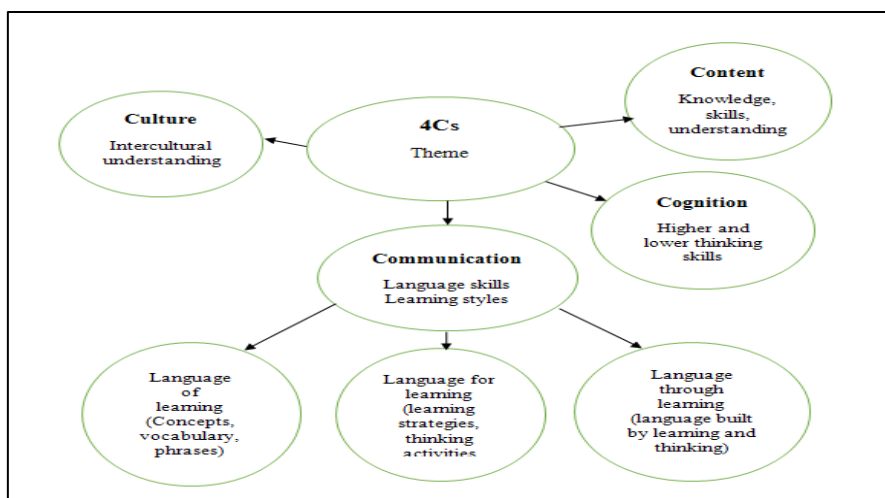 Content
Knowledge,
skills,
understanding
Culture
Intercultural
understanding
4Cs
Theme
Cognition
Higher and
lower thinking
skills
Communication
Language skills
Learning styles
Language
of
learning
(Concepts,
vocabulary,
phrases)
Language for
learning
(learning
strategies,
thinking
activities
Language
through
learning
(language built
by learning and
thinking)